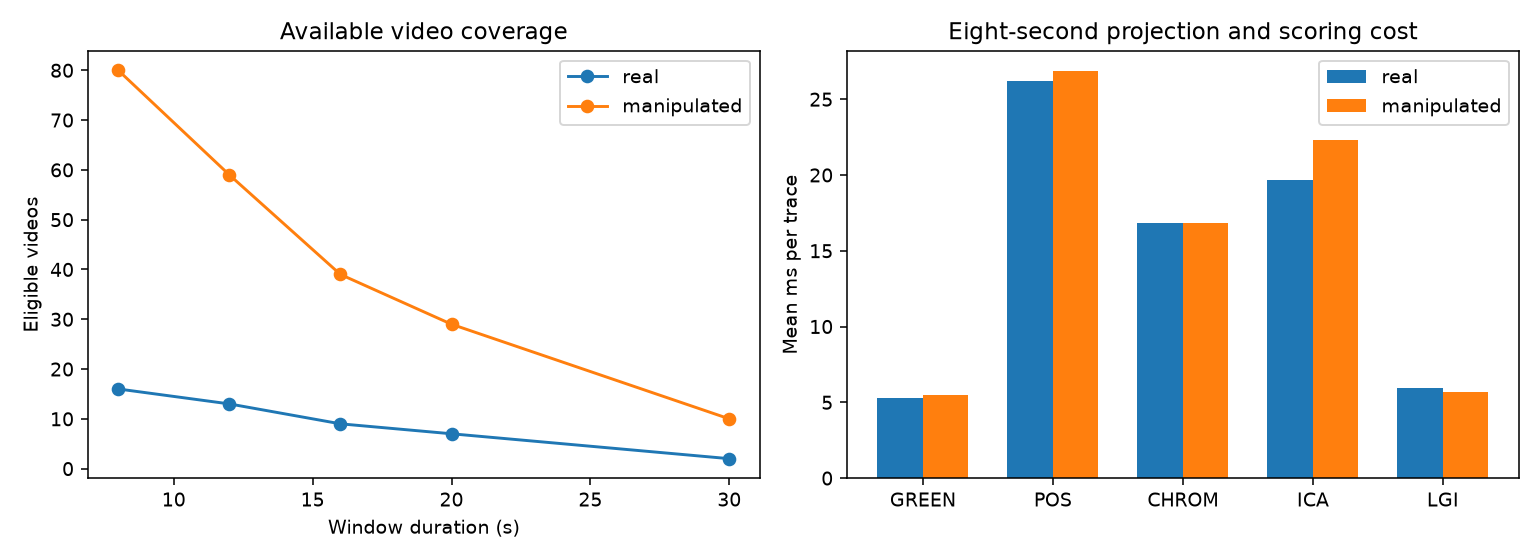 Available video coverage
Eligible videos
80
70
60
50
40
30
20
10
0
real
manipulated
10 15 20 25 30
Window duration (s)
Eight-second projection and scoring cost
Mean ms per trace
25
20
15
10
5
0
real
manipulated
GREEN POS CHROM ICA LGI